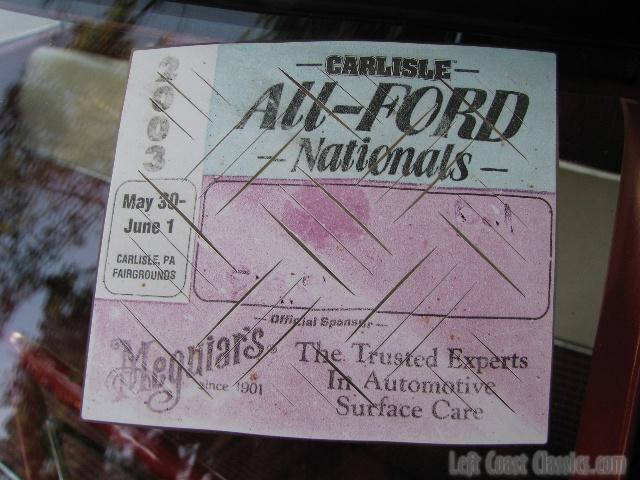 2003
CARLISLE
All-FORD
Nationals
May 30-
June 1
CARLISLE, PA
FAIRGROUNDS
Official Sponsor
Meguiar's
since 1901
The Trusted Experts
In Automotive
Surface Care
Left Coast Classics.com